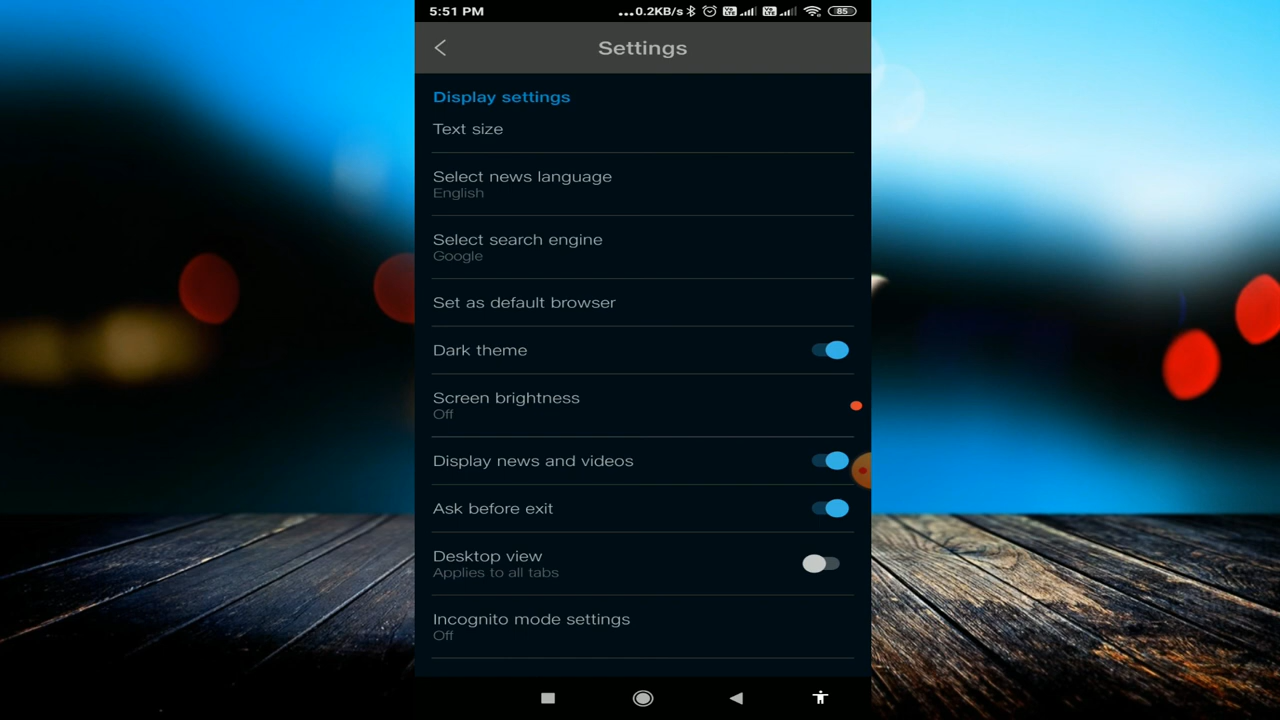 5:51 PM
...0.2KB/s
85
Settings
Display settings
Text size
Select news language
English
Select search engine
Google
Set as default browser
Dark theme
Screen brightness
Off
Display news and videos
Ask before exit
Desktop view
Applies to all tabs
Incognito mode settings
Off